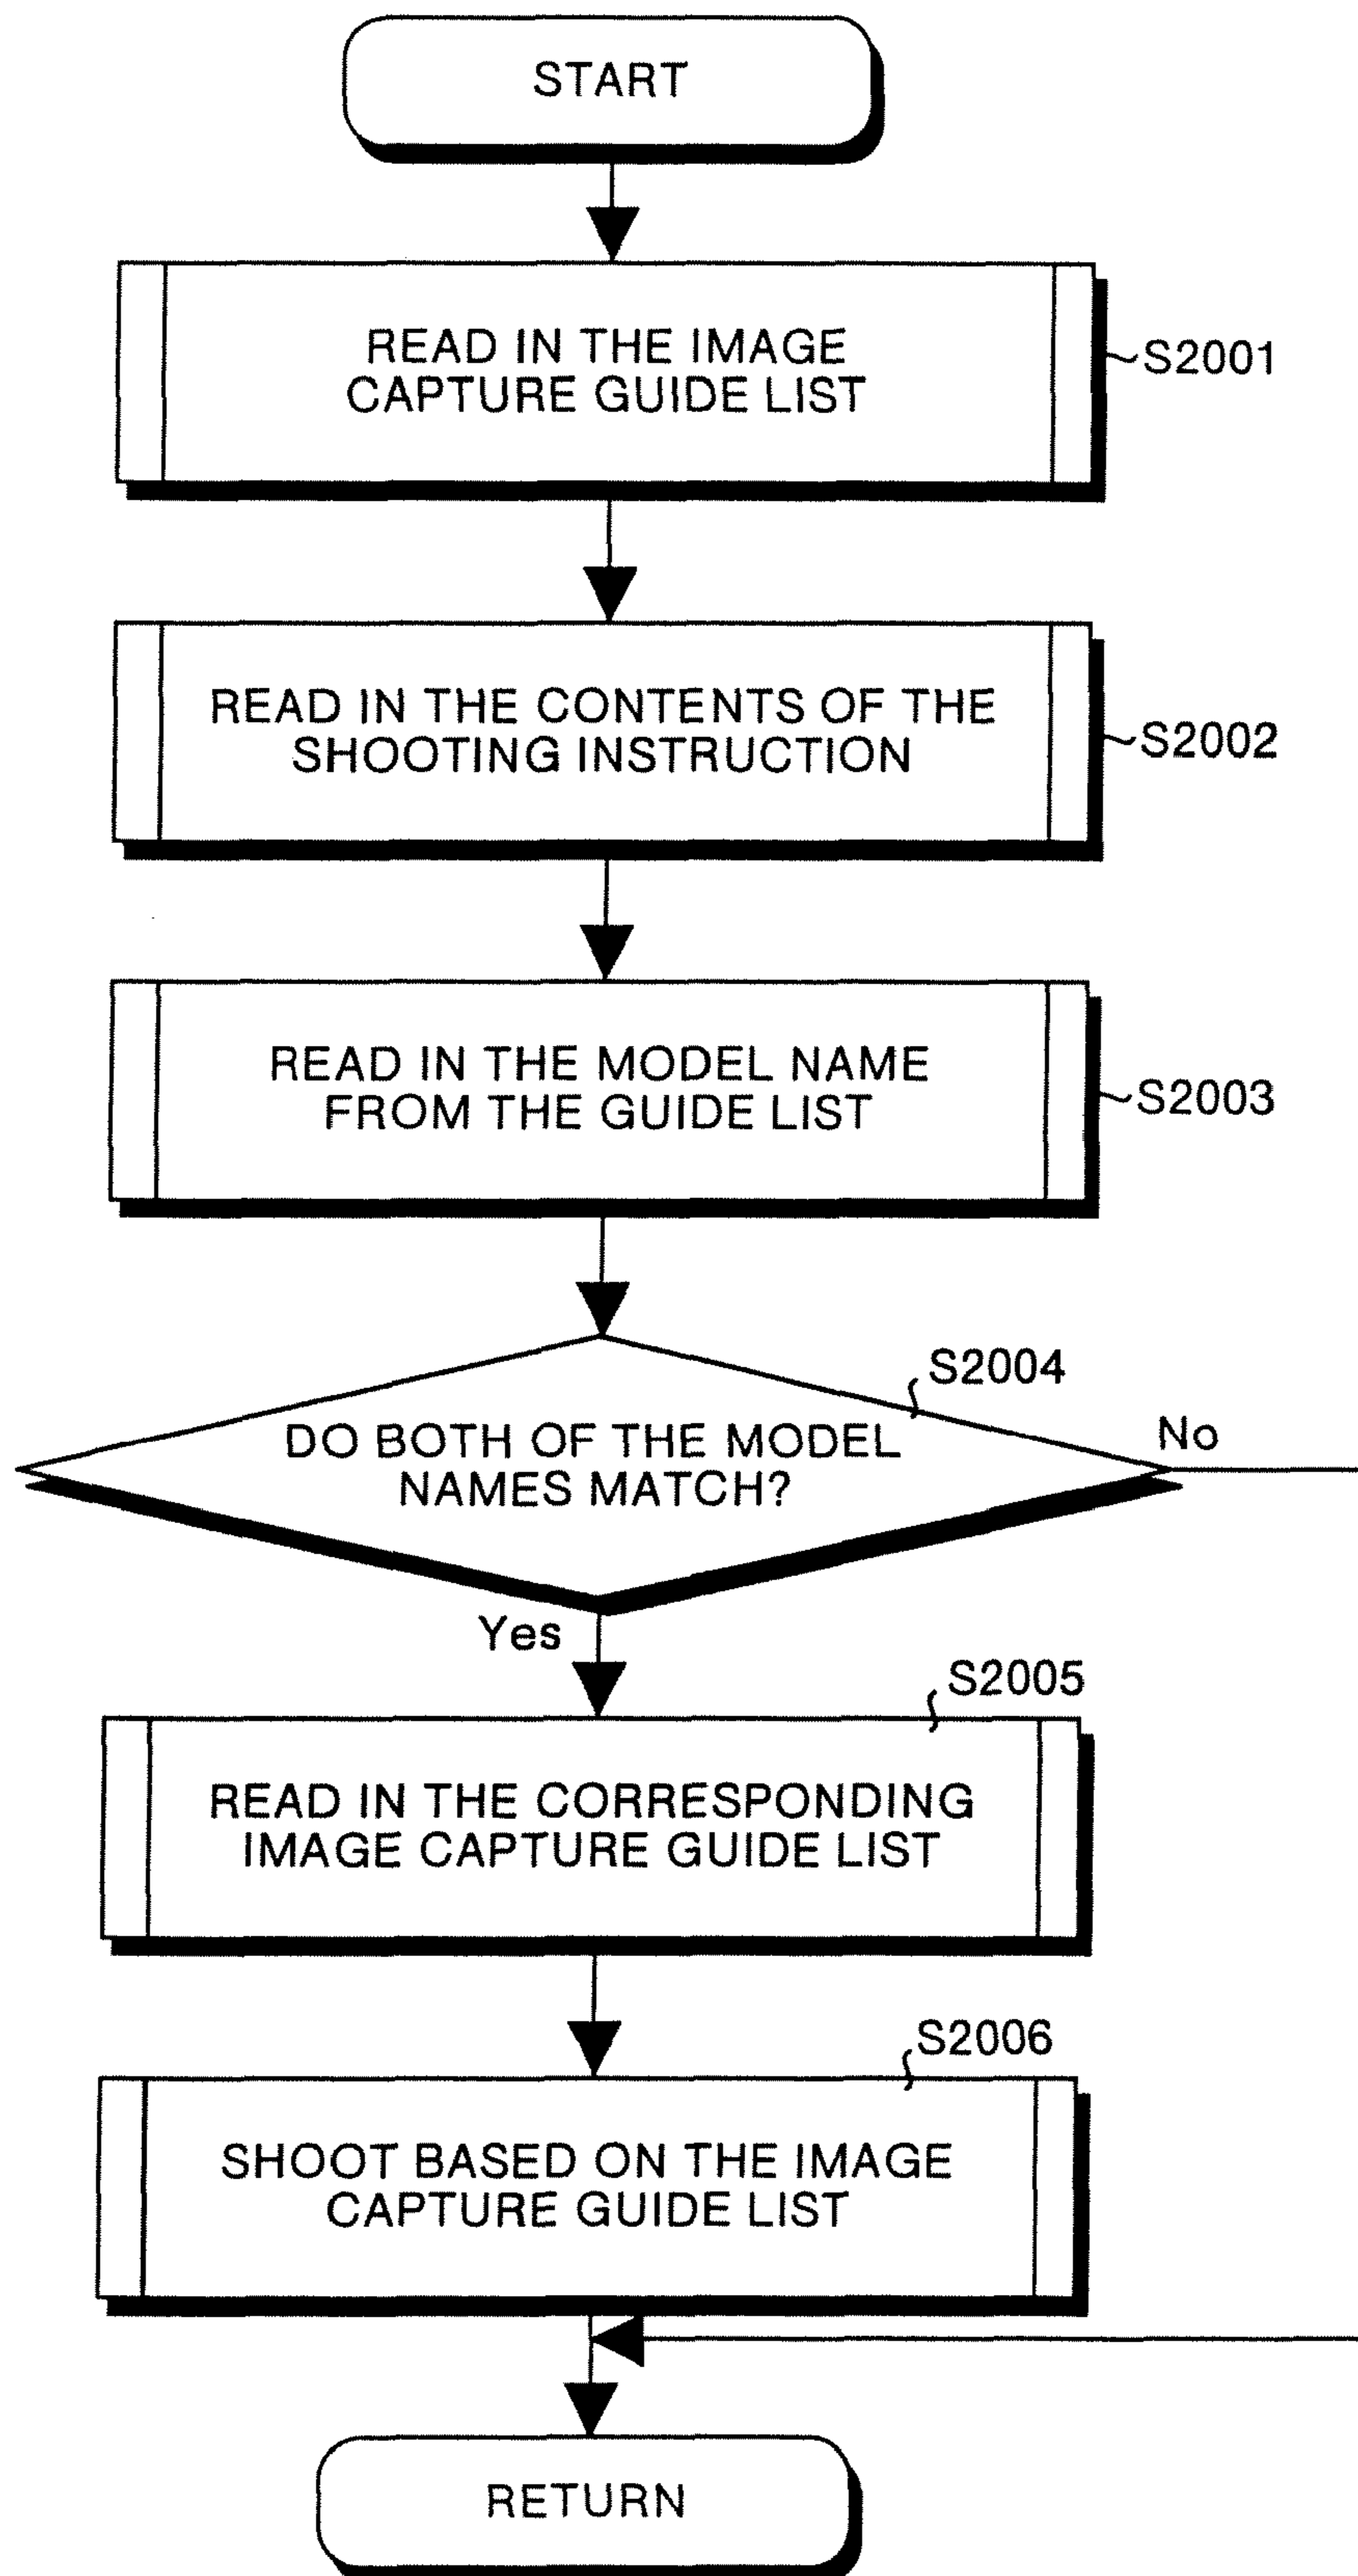 START
READ IN THE IMAGE
CAPTURE GUIDE LIST
S2001
READ IN THE CONTENTS OF THE
SHOOTING INSTRUCTION
S2002
READ IN THE MODEL NAME
FROM THE GUIDE LIST
S2003
S2004
DO BOTH OF THE MODEL
NAMES MATCH?
No
Yes
S2005
READ IN THE CORRESPONDING
IMAGE CAPTURE GUIDE LIST
S2006
SHOOT BASED ON THE IMAGE
CAPTURE GUIDE LIST
RETURN